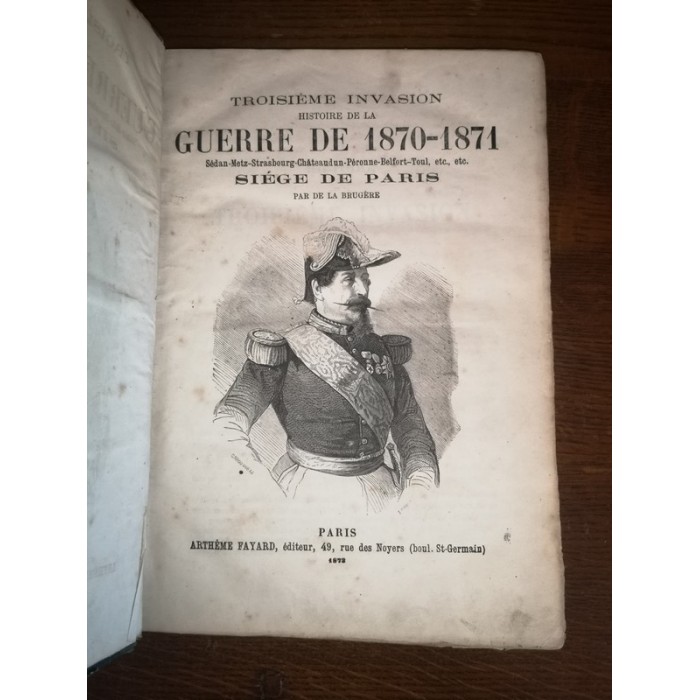 TROISIÈME INVASION
HISTOIRE DE LA
GUERRE DE 1870-1871
Sédan-Metz-Strasbourg-Châteaudun-Péronne-Belfort-Toul, etc., etc.
SIÉGE DE PARIS
PAR DE LA BRUGÈRE
PARIS
ARTHÈME FAYARD, éditeur, 49, rue des Noyers (boul. St-Germain)